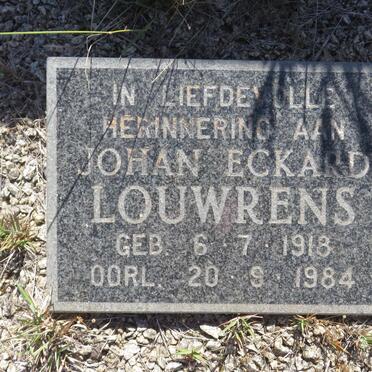 IN LIEFDEVOLLE
HERINNERING AAN
JOHAN ECKARD
LOUWRENS
GEB. 6 · 7 · 1918
OORL. 20 · 9 · 1984